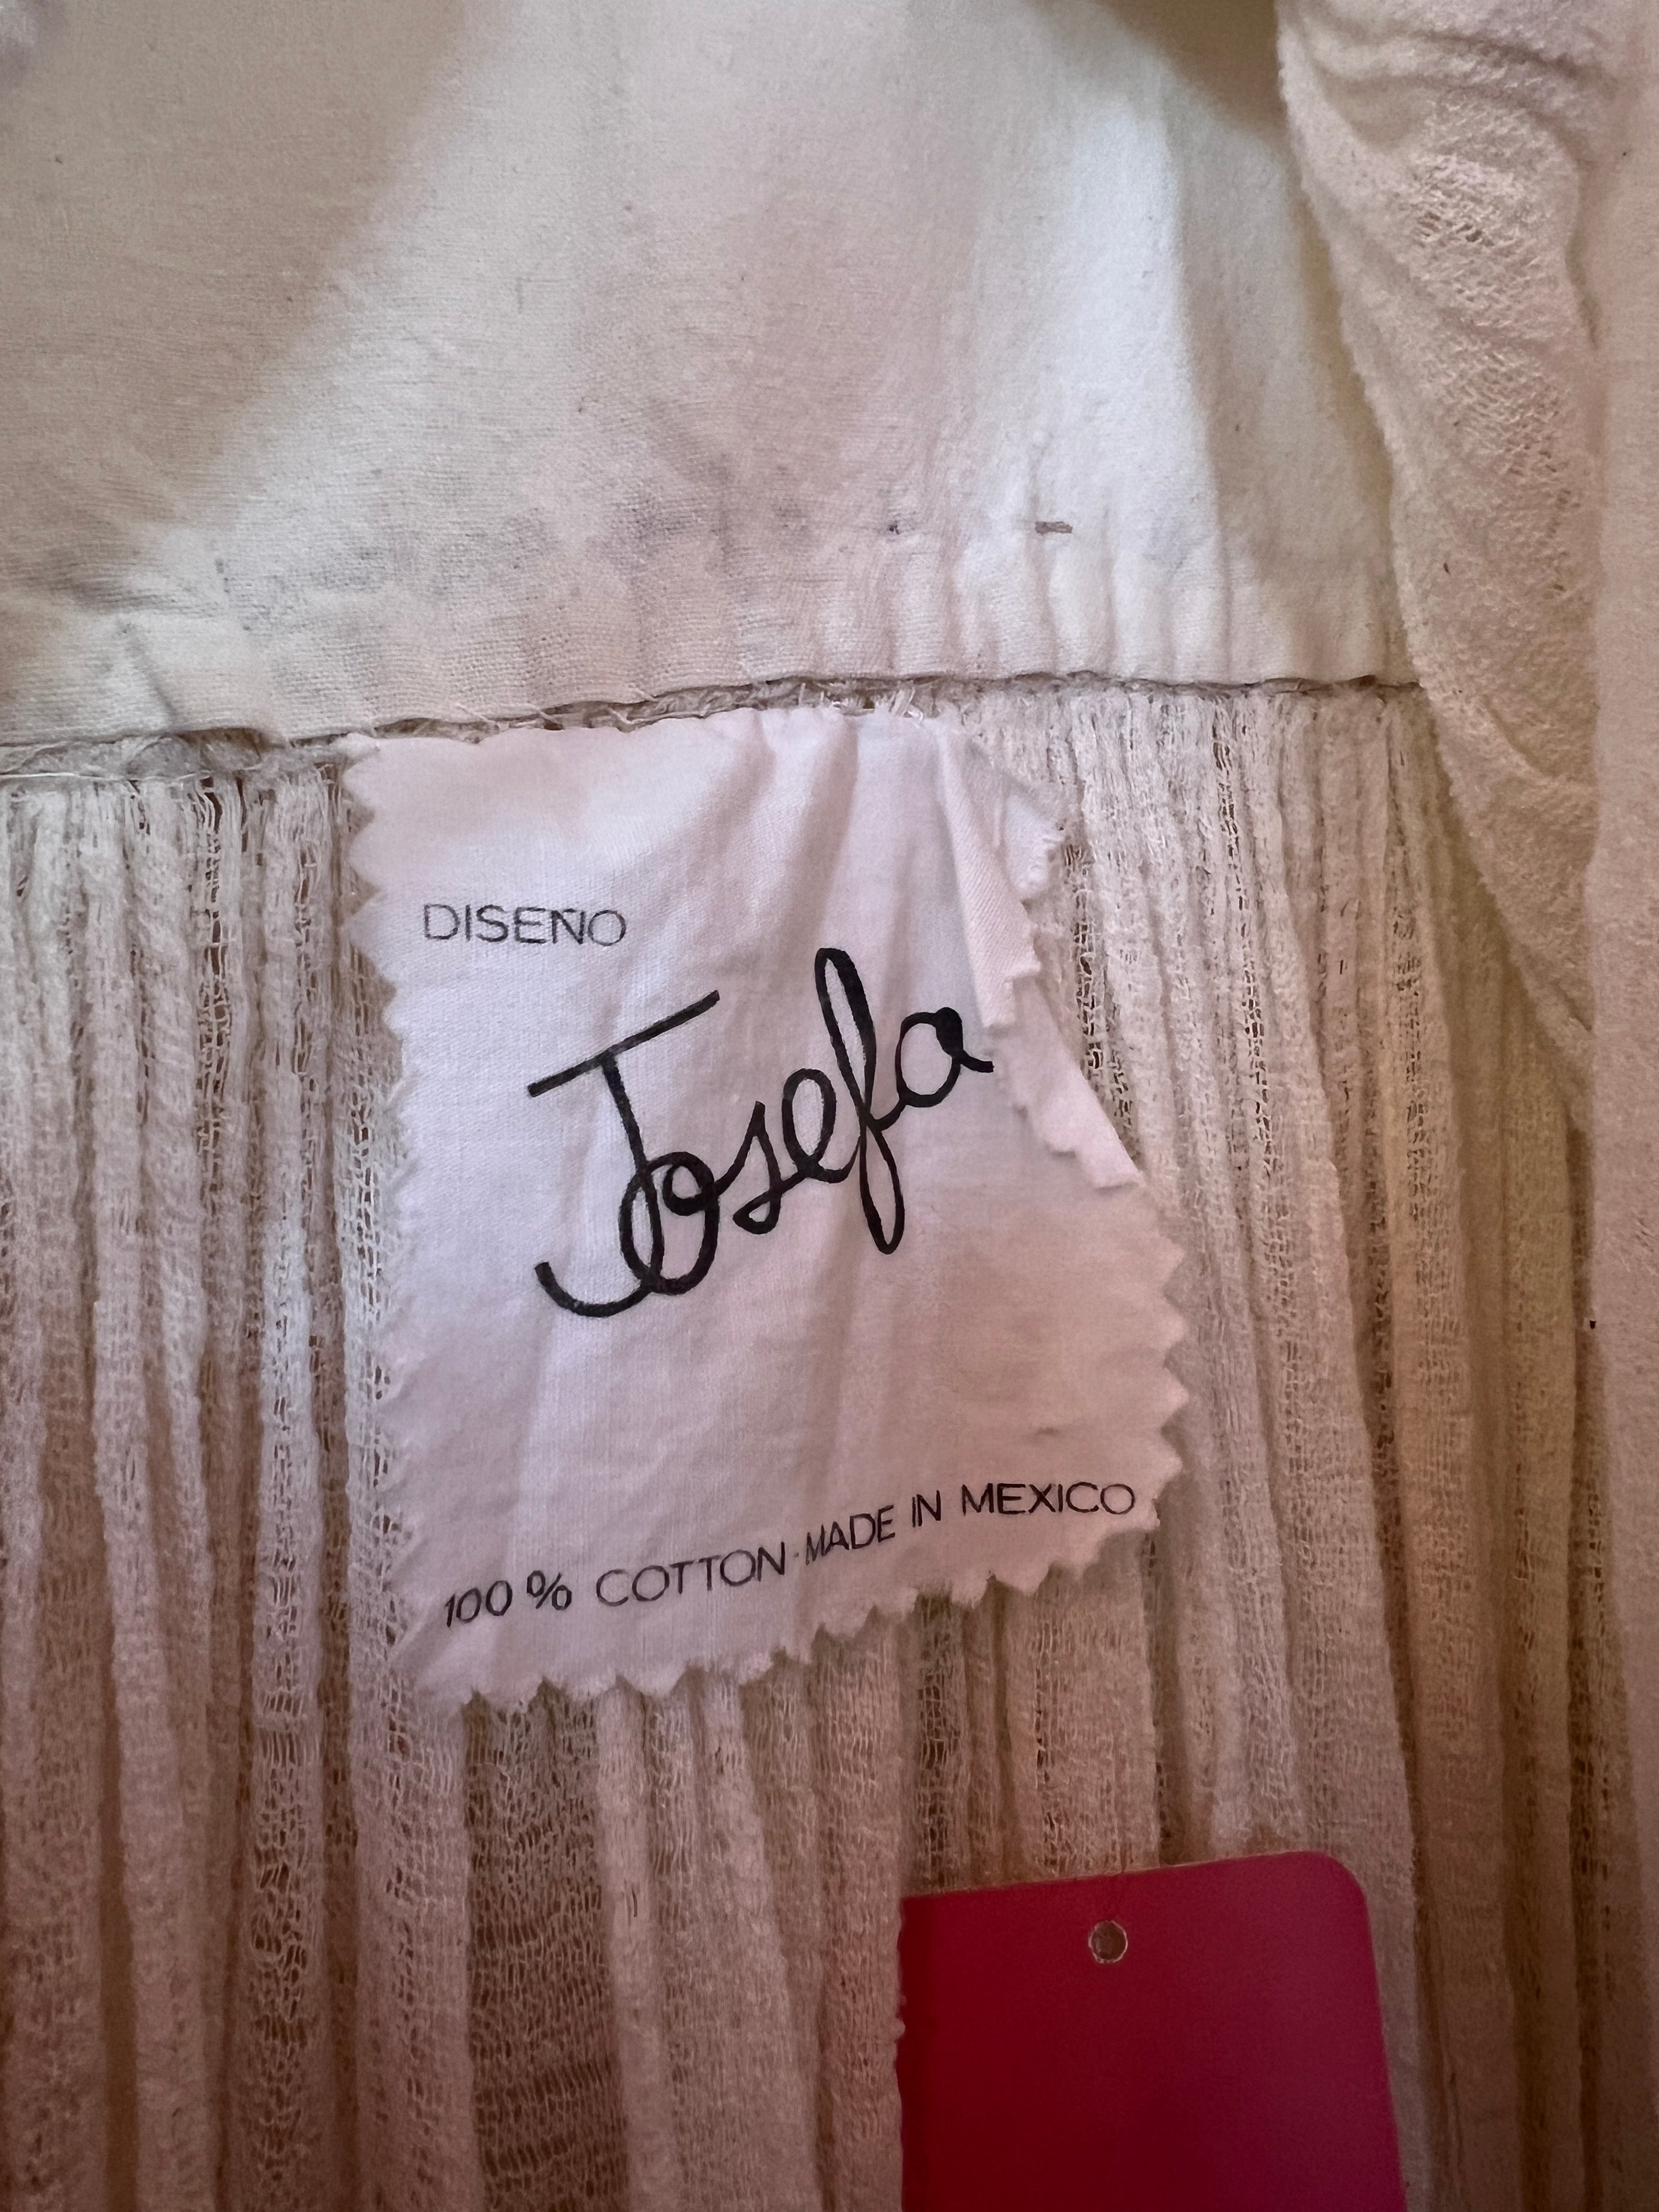 DISEÑO
Josefa
100 % COTTON·MADE IN MEXICO